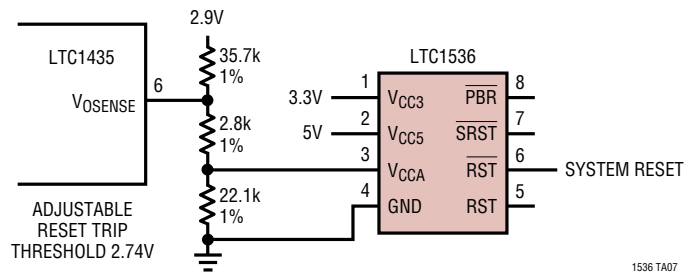 2.9V
35.7k
1%
LTC1435
6
VOSENSE
2.8k
1%
22.1k
1%
ADJUSTABLE
RESET TRIP
THRESHOLD 2.74V
LTC1536
3.3V
1
VCC3
PBR
8
5V
2
VCC5
SRST
7
3
VCCA
RST
6
SYSTEM RESET
4
GND
RST
5
1536 TA07